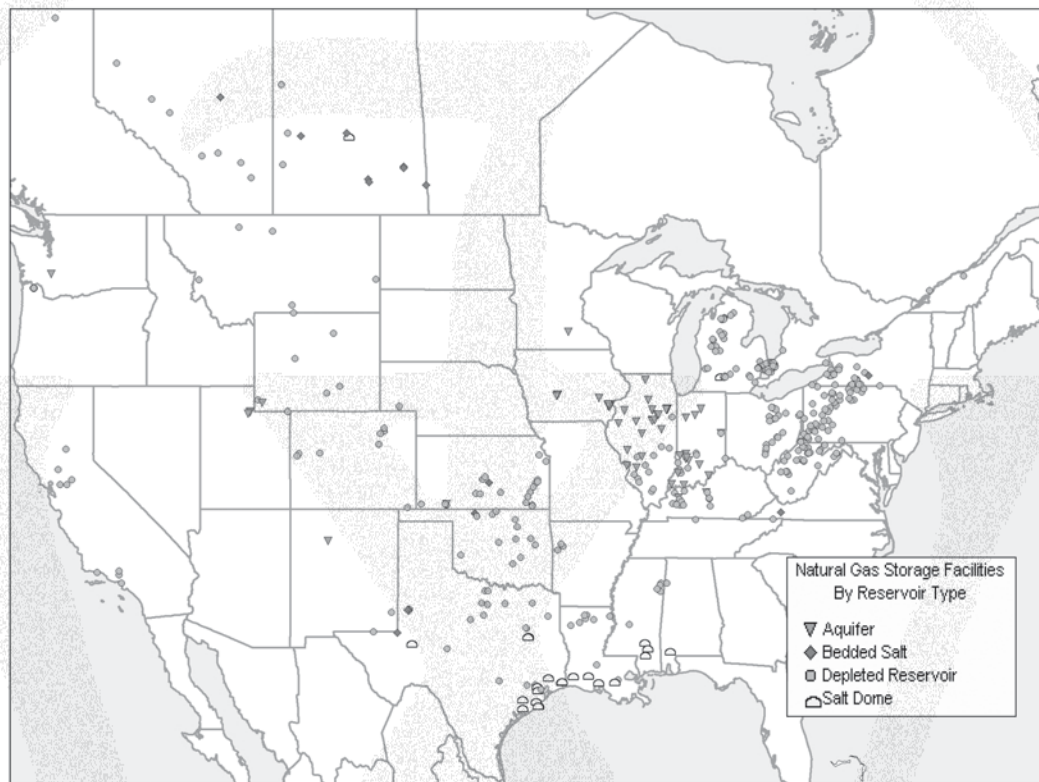 Natural Gas Storage Facilities
By Reservoir Type
Aquifer
Bedded Salt
Depleted Reservoir
Salt Dome